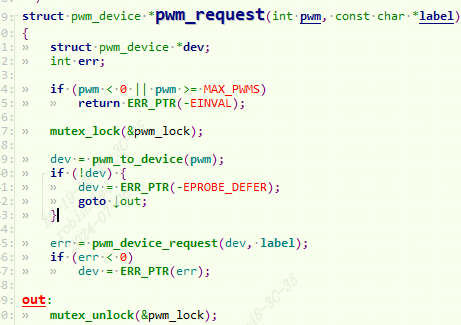 9: struct pwm_device *pwm_request(int pwm, const char *label)
0: {
1: » struct pwm_device *dev;
2: » int err;
3:
4: » if (pwm < 0 || pwm >= MAX_PWMS)
5: » » return ERR_PTR(-EINVAL);
6:
7: » mutex_lock(&pwm_lock);
8:
9: » dev = pwm_to_device(pwm);
0: » if (!dev) {
1: » » dev = ERR_PTR(-EPROBE_DEFER);
2: » » goto ↓out;
3: » }
4:
5: » err = pwm_device_request(dev, label);
6: » if (err < 0)
7: » » dev = ERR_PTR(err);
8:
9: out:
0: » mutex_unlock(&pwm_lock);